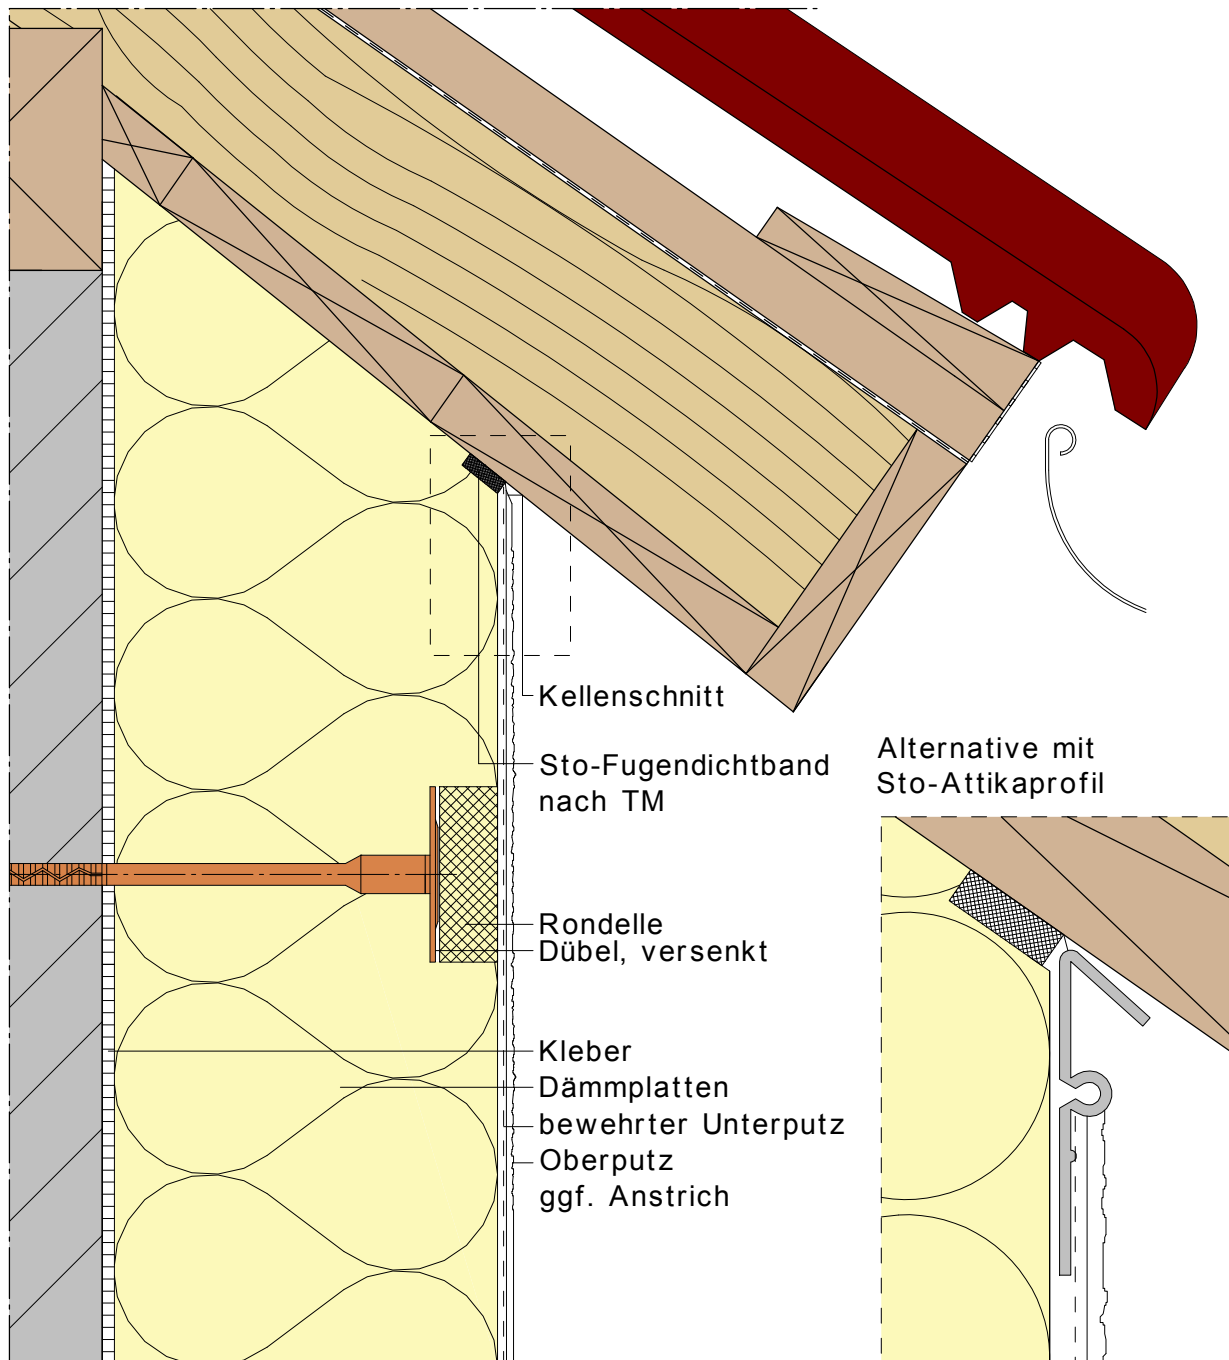 Kellenschnitt
Sto-Fugendichtband
nach TM
Rondelle
Dübel, versenkt
Kleber
Dämmplatten
bewehrter Unterputz
Oberputz
ggf. Anstrich
Alternative mit
Sto-Attikaprofil